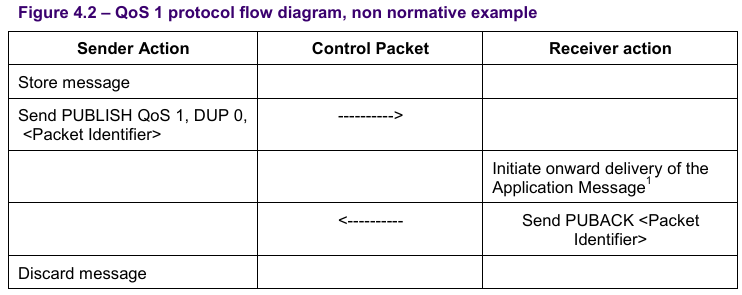 Figure 4.2 – QoS 1 protocol flow diagram, non normative example
Sender Action Control Packet Receiver action
Store message
Send PUBLISH QoS 1, DUP 0, ---------->
<Packet Identifier>
Initiate onward delivery of the
Application Message1
<---------- Send PUBACK <Packet
Identifier>
Discard message